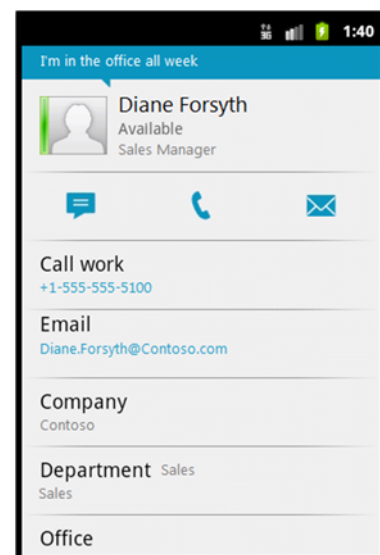 3G 1:40
I'm in the office all week
Diane Forsyth
Available
Sales Manager
Call work
+1-555-555-5100
Email
Diane.Forsyth@Contoso.com
Company
Contoso
Department Sales
Sales
Office